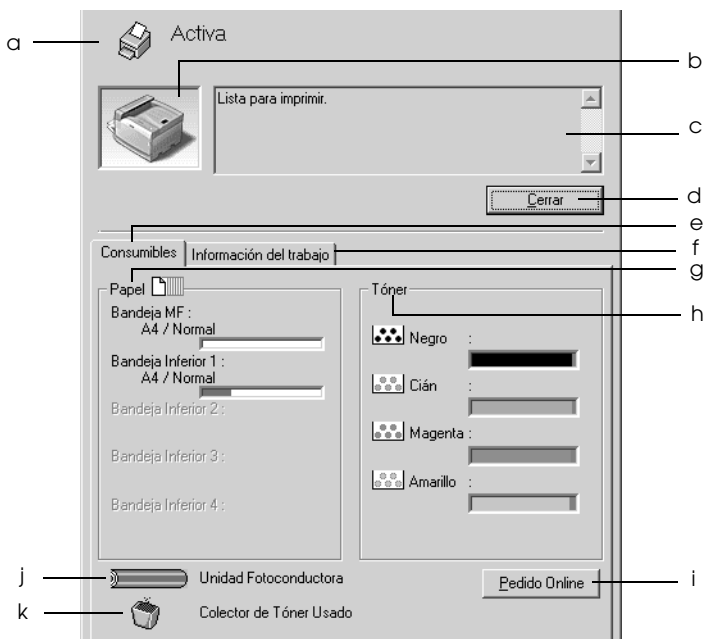 a
Activa
b
Lista para imprimir.
c
Cerrar
d
e
Consumibles
Información del trabajo
f
g
Papel
Tóner
h
Bandeja MF :
A4 / Normal
Bandeja Inferior 1 :
A4 / Normal
Bandeja Inferior 2 :
Bandeja Inferior 3 :
Bandeja Inferior 4 :
Negro :
Cián :
Magenta :
Amarillo :
j
Unidad Fotoconductora
Pedido Online
i
k
Colector de Tóner Usado